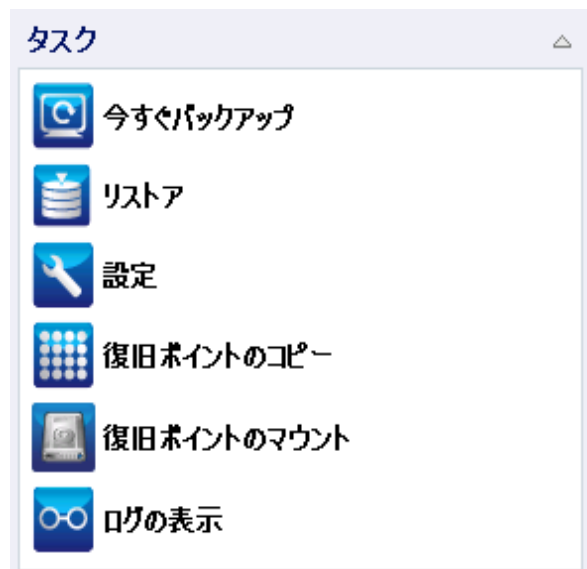 タスク
今すぐバックアップ
リストア
設定
復旧ポイントのコピー
復旧ポイントのマウント
ログの表示